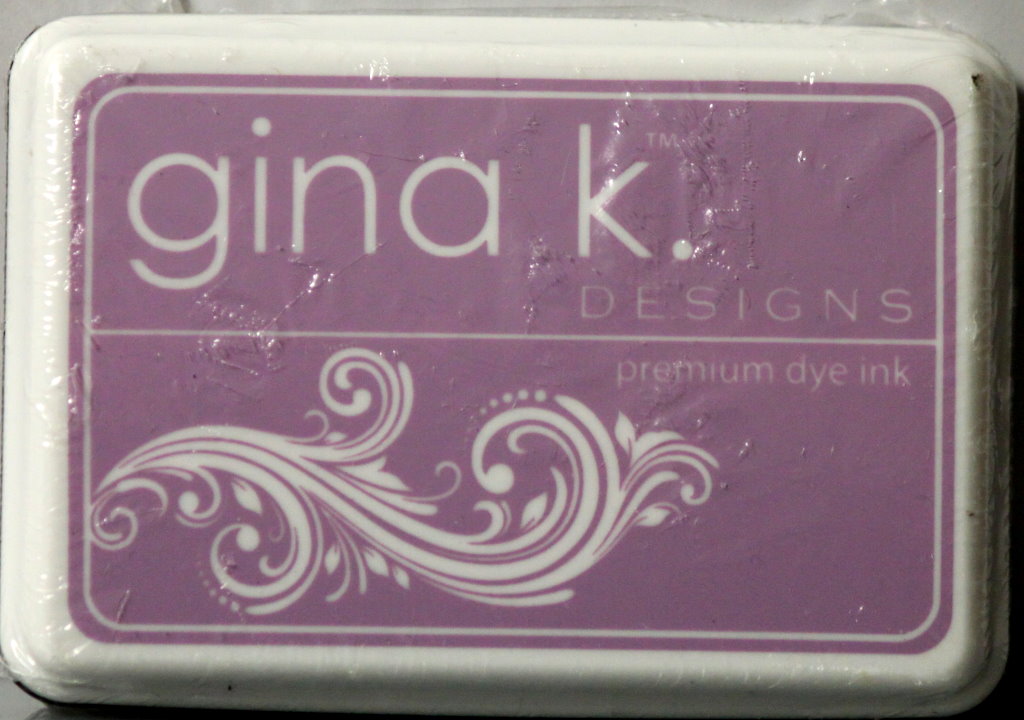 gina k.™
DESIGNS
premium dye ink